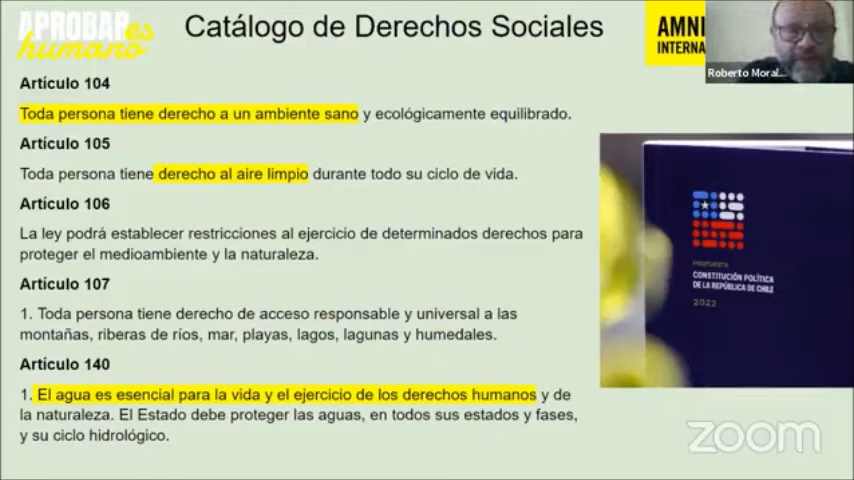 APROBAR es
humano
Catálogo de Derechos Sociales
AMNI
INTERNA
Roberto Moral...
Artículo 104
Toda persona tiene derecho a un ambiente sano y ecológicamente equilibrado.
Artículo 105
Toda persona tiene derecho al aire limpio durante todo su ciclo de vida.
Artículo 106
La ley podrá establecer restricciones al ejercicio de determinados derechos para
proteger el medioambiente y la naturaleza.
Artículo 107
1. Toda persona tiene derecho de acceso responsable y universal a las
montañas, riberas de ríos, mar, playas, lagos, lagunas y humedales.
Artículo 140
1. El agua es esencial para la vida y el ejercicio de los derechos humanos y de
la naturaleza. El Estado debe proteger las aguas, en todos sus estados y fases,
y su ciclo hidrológico.
PROPUESTA
CONSTITUCIÓN POLÍTICA
DE LA REPÚBLICA DE CHILE
2022
zoom